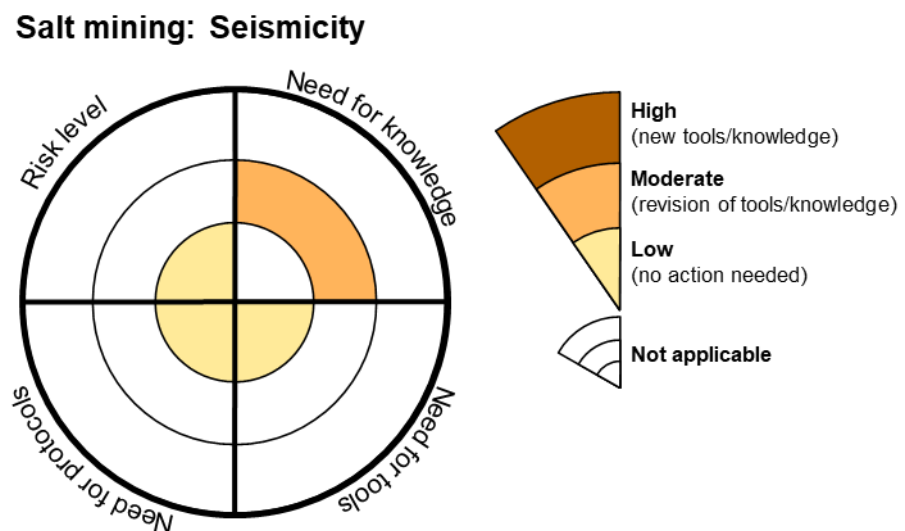 Salt mining: Seismicity
Risk level
Need for knowledge
Need for protocols
Need for tools
High
(new tools/knowledge)
Moderate
(revision of tools/knowledge)
Low
(no action needed)
Not applicable